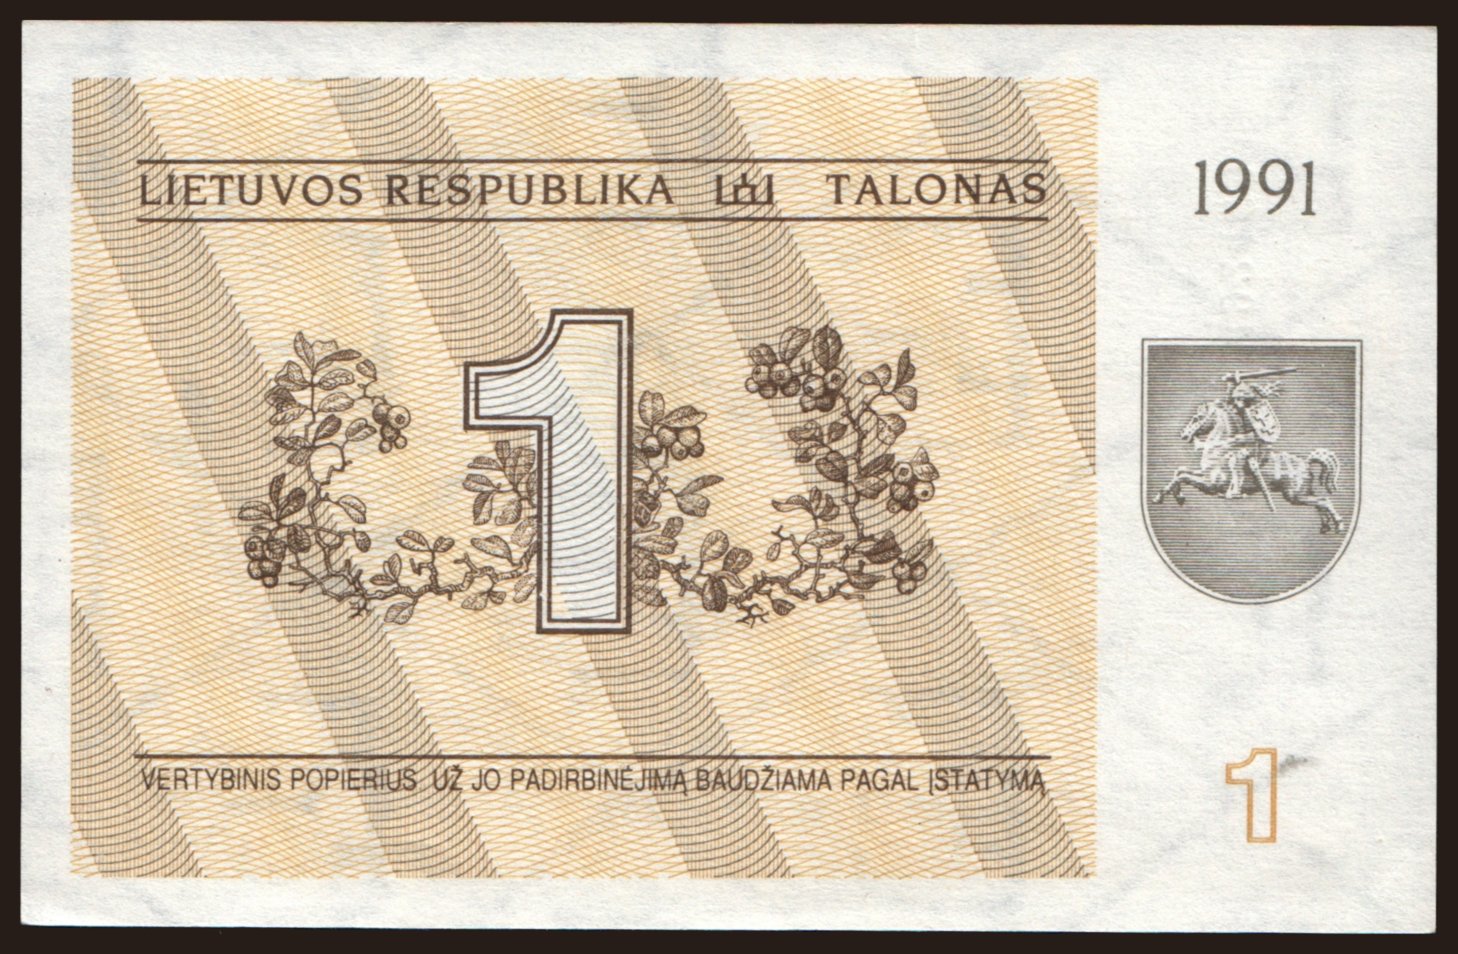 LIETUVOS RESPUBLIKA TALONAS
1991
1
VERTYBINIS POPIERIUS UŽ JO PADIRBINĖJIMĄ BAUDŽIAMA PAGAL ĮSTATYMĄ
1